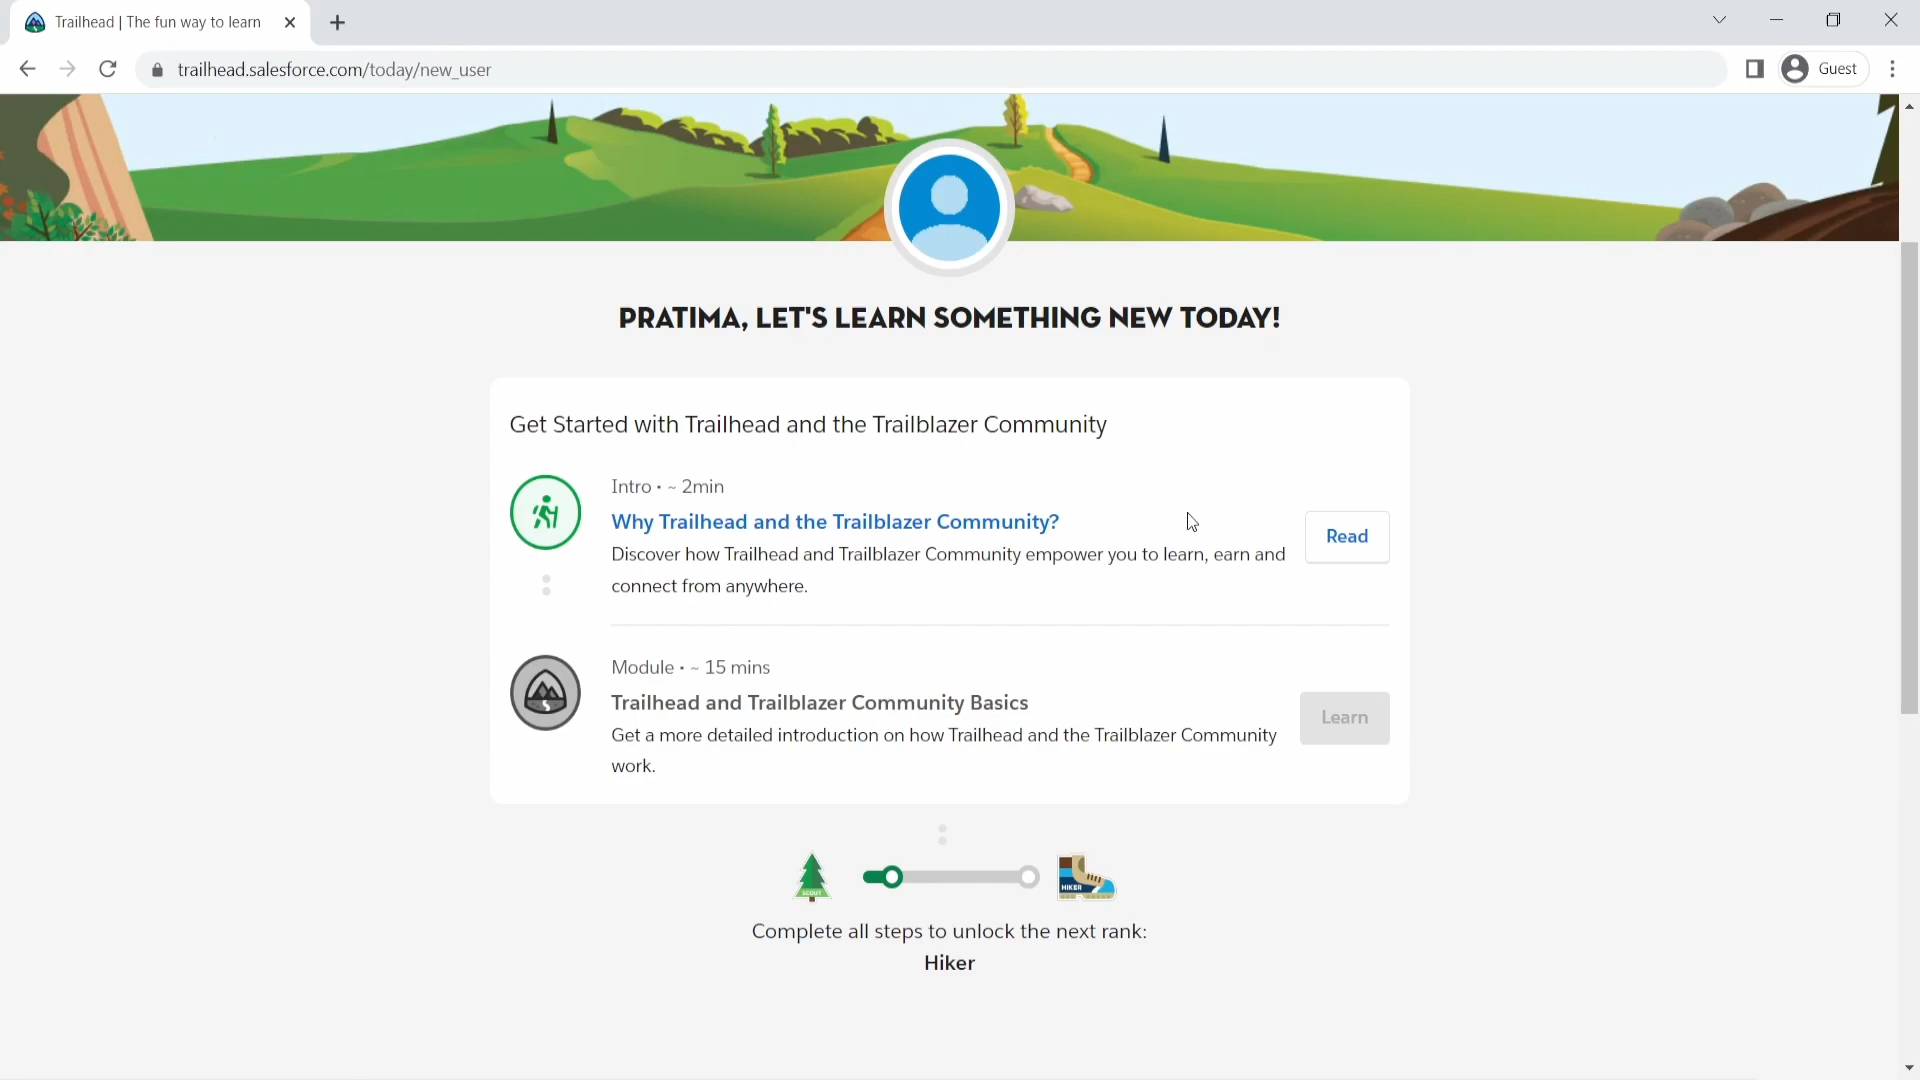 Trailhead | The fun way to learn
trailhead.salesforce.com/today/new_user
Guest
PRATIMA, LET'S LEARN SOMETHING NEW TODAY!
Get Started with Trailhead and the Trailblazer Community
Intro • ~ 2min
Why Trailhead and the Trailblazer Community?
Discover how Trailhead and Trailblazer Community empower you to learn, earn and
connect from anywhere.
Read
Module • ~ 15 mins
Trailhead and Trailblazer Community Basics
Get a more detailed introduction on how Trailhead and the Trailblazer Community
work.
Learn
SCOUT
HIKER
Complete all steps to unlock the next rank:
Hiker